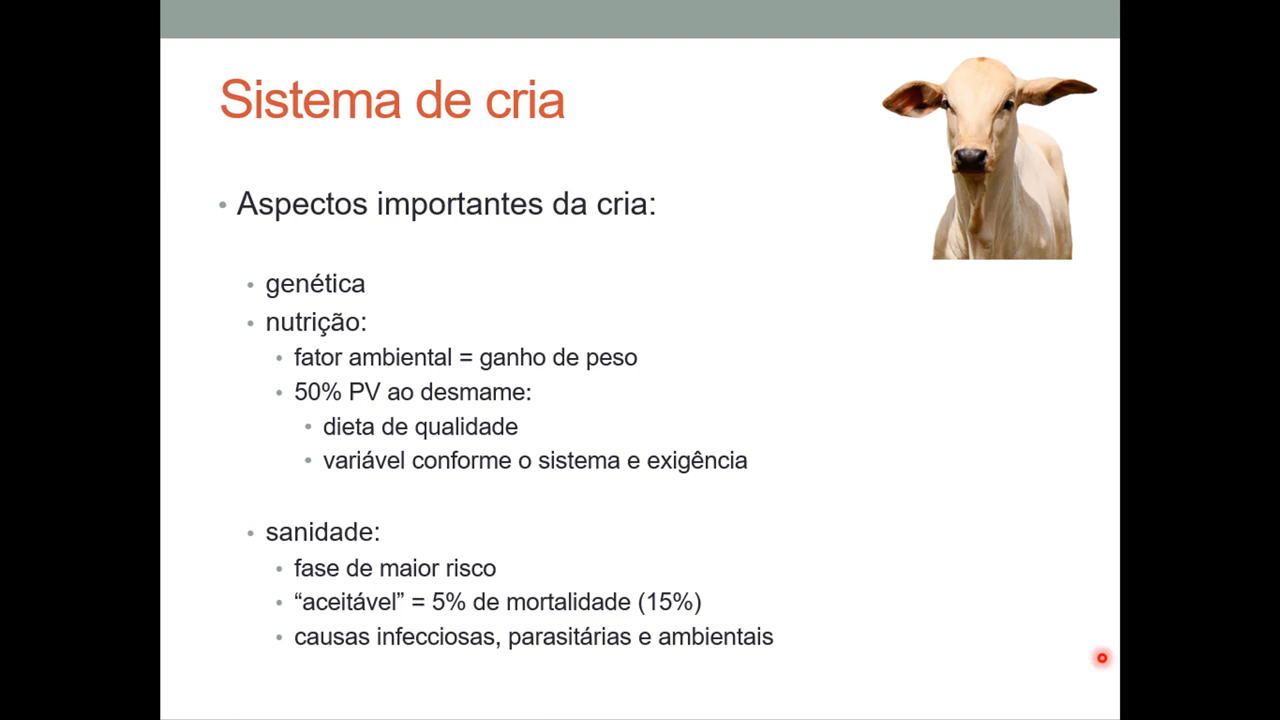 Sistema de cria
• Aspectos importantes da cria:
• genética
• nutrição:
• fator ambiental = ganho de peso
• 50% PV ao desmame:
• dieta de qualidade
• variável conforme o sistema e exigência
• sanidade:
• fase de maior risco
• “aceitável” = 5% de mortalidade (15%)
• causas infecciosas, parasitárias e ambientais